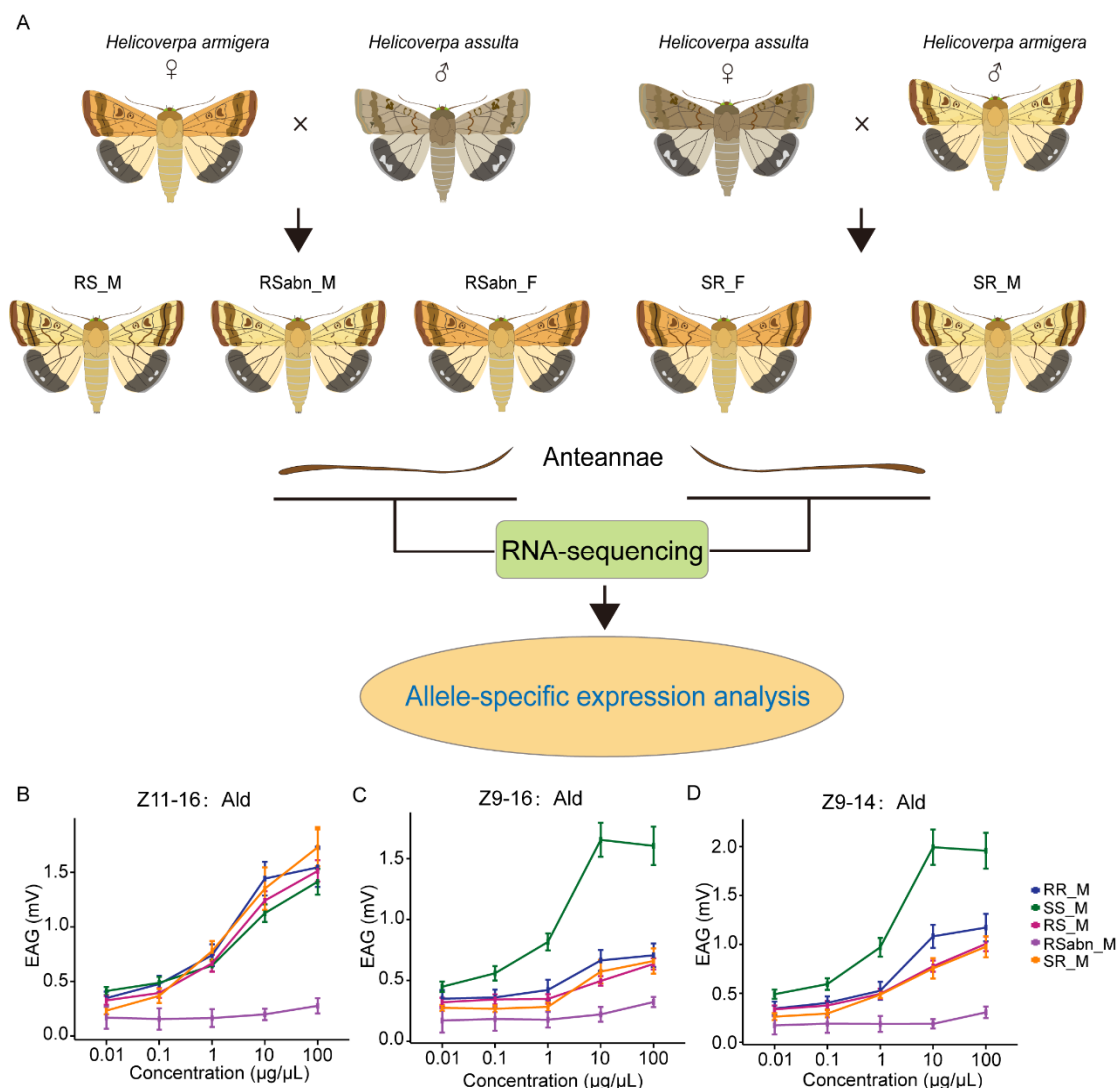 A
Helicoverpa armigera
Helicoverpa assulta
Helicoverpa assulta
Helicoverpa armigera
♀
♂
♀
♂
×
×
RS_M
RSabn_M
RSabn_F
SR_F
SR_M
Anteannae
RNA-sequencing
Allele-specific expression analysis
B
Z11-16: Ald
EAG (mV)
1.5
1.0
0.5
0.0
0.01 0.1 1 10 100
Concentration (µg/µL)
C
Z9-16: Ald
EAG (mV)
1.5
1.0
0.5
0.0
0.01 0.1 1 10 100
Concentration (µg/µL)
D
Z9-14: Ald
EAG (mV)
2.0
1.5
1.0
0.5
0.0
0.01 0.1 1 10 100
Concentration (µg/µL)
RR_M
SS_M
RS_M
RSabn_M
SR_M